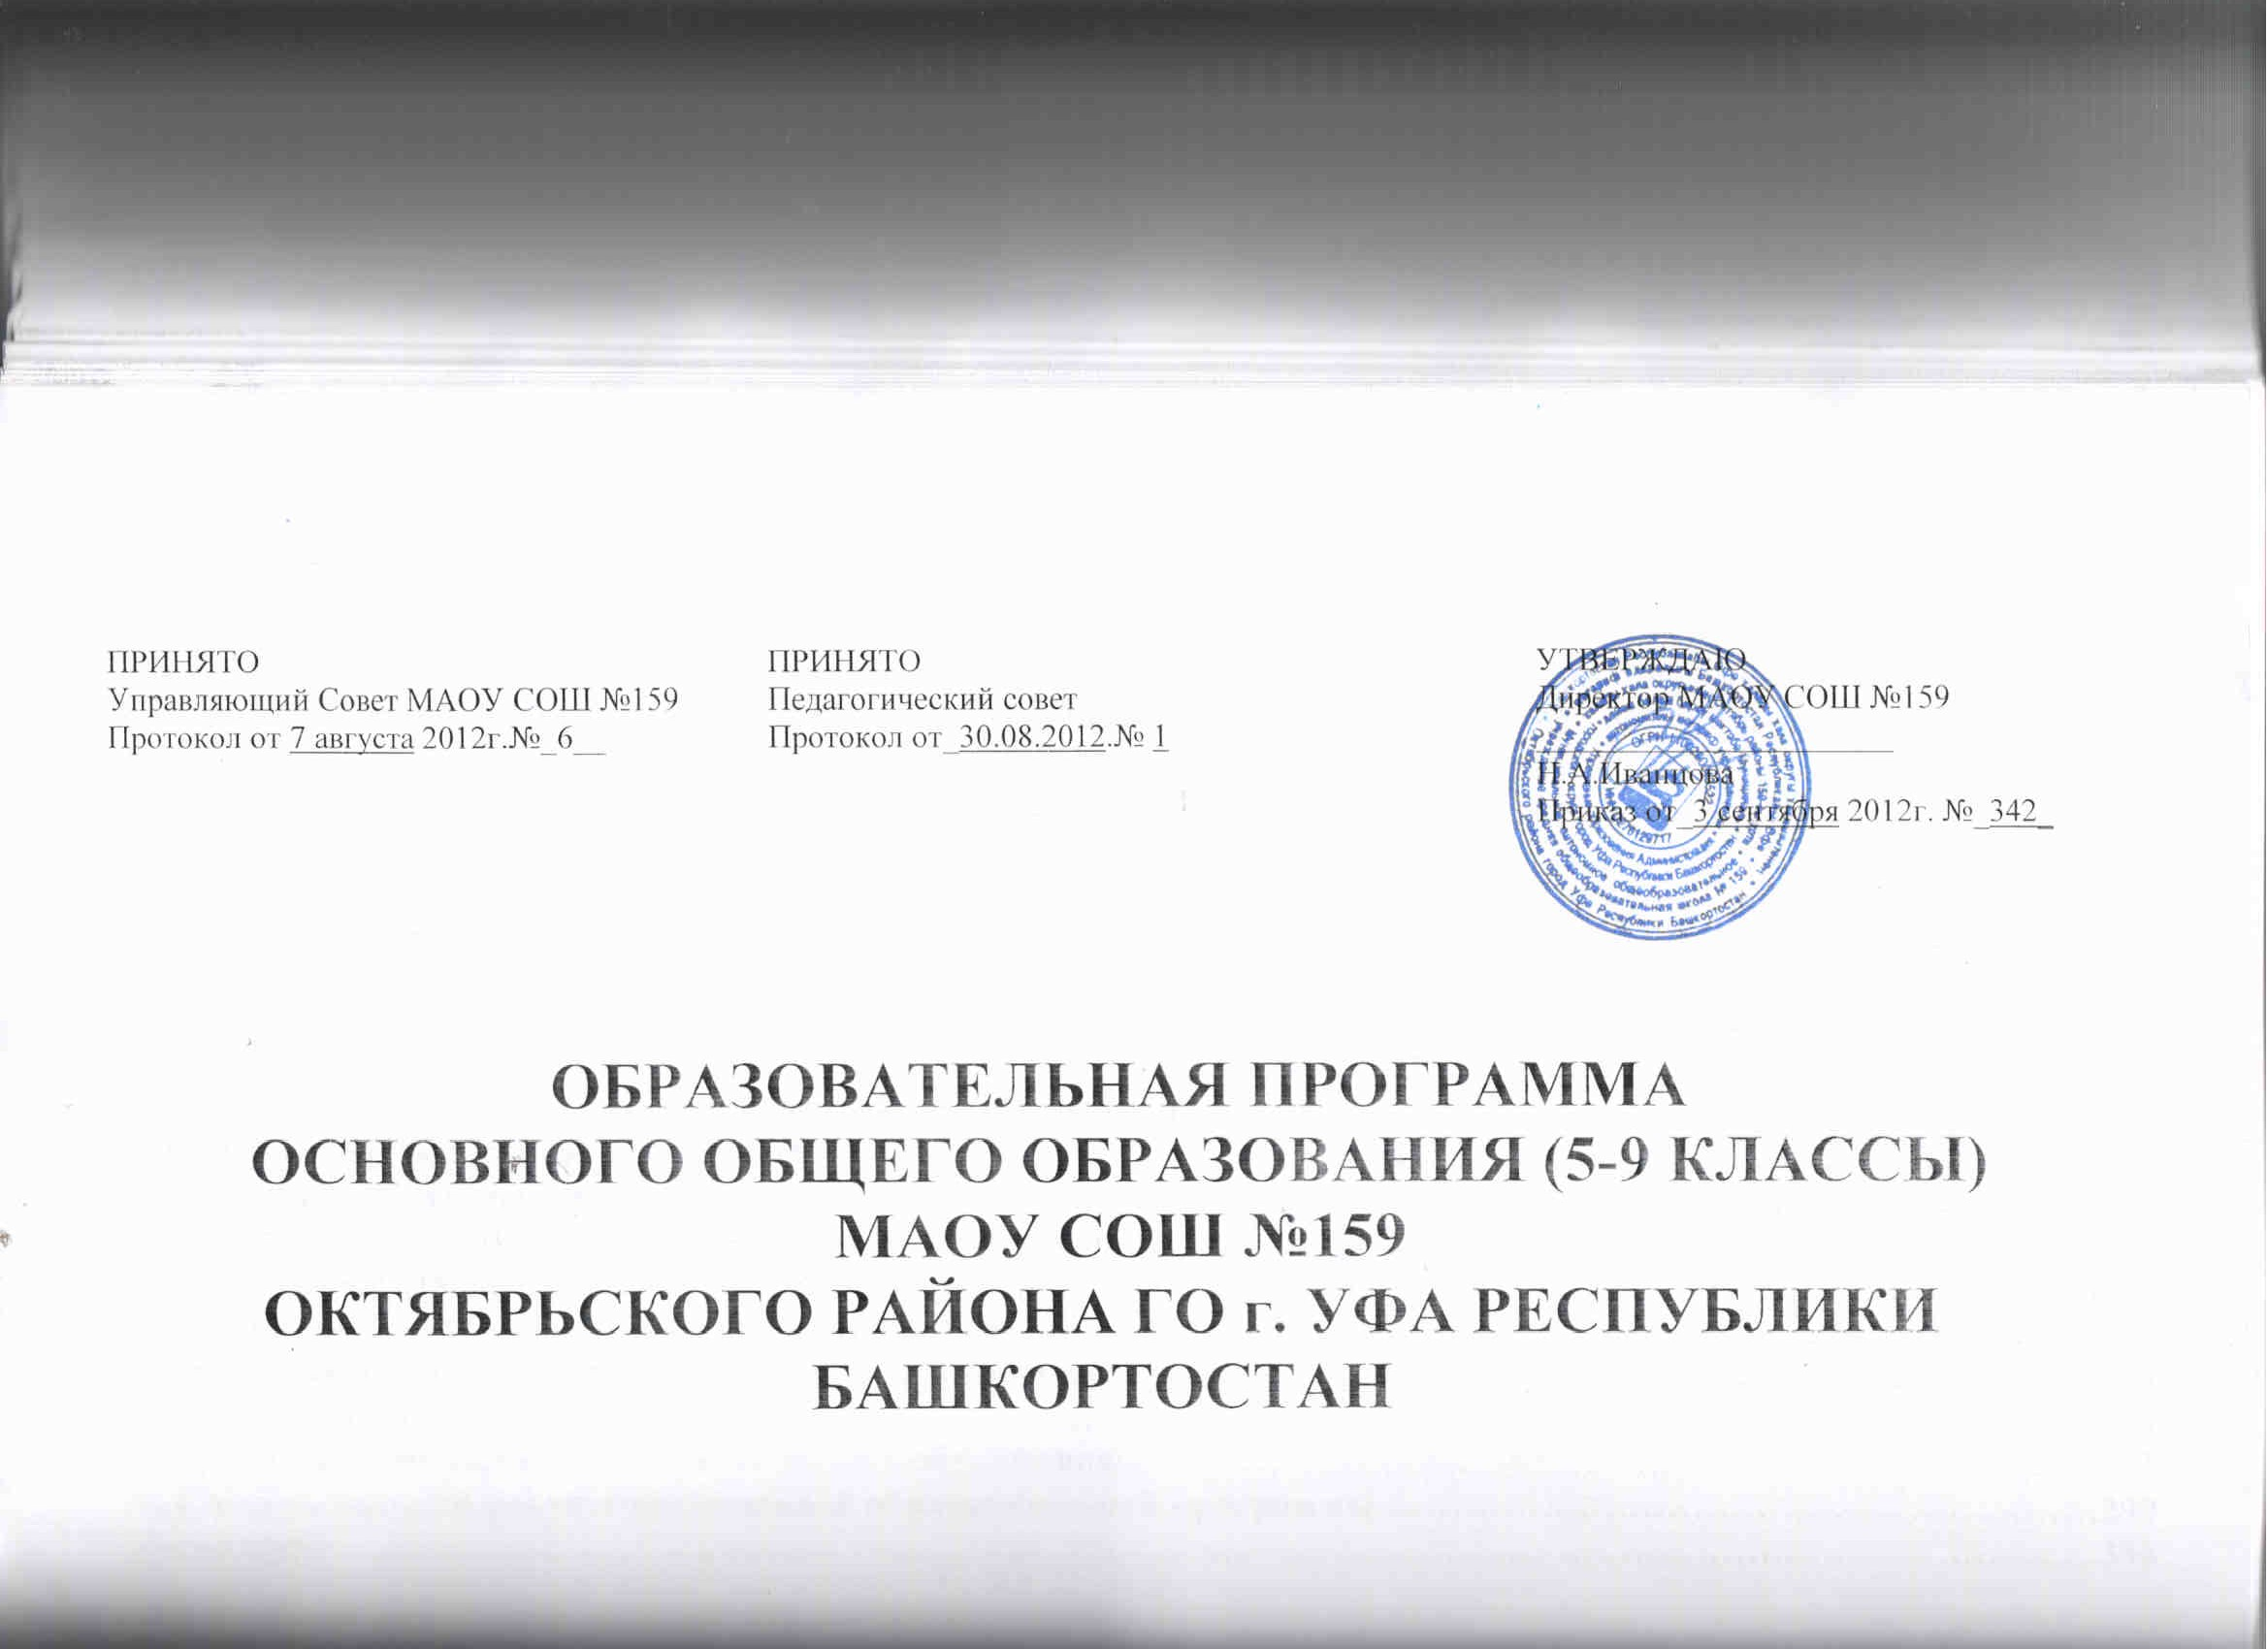 ПРИНЯТО
Управляющий Совет МАОУ СОШ №159
Протокол от 7 августа 2012г.№_6__
ПРИНЯТО
Педагогический совет
Протокол от_30.08.2012.№ 1
УТВЕРЖДАЮ
Директор МАОУ СОШ №159
Н.А.Иванцова
Приказ от_3 сентября 2012г. №_342_
ОБРАЗОВАТЕЛЬНАЯ ПРОГРАММА
ОСНОВНОГО ОБЩЕГО ОБРАЗОВАНИЯ (5-9 КЛАССЫ)
МАОУ СОШ №159
ОКТЯБРЬСКОГО РАЙОНА ГО г. УФА РЕСПУБЛИКИ
БАШКОРТОСТАН